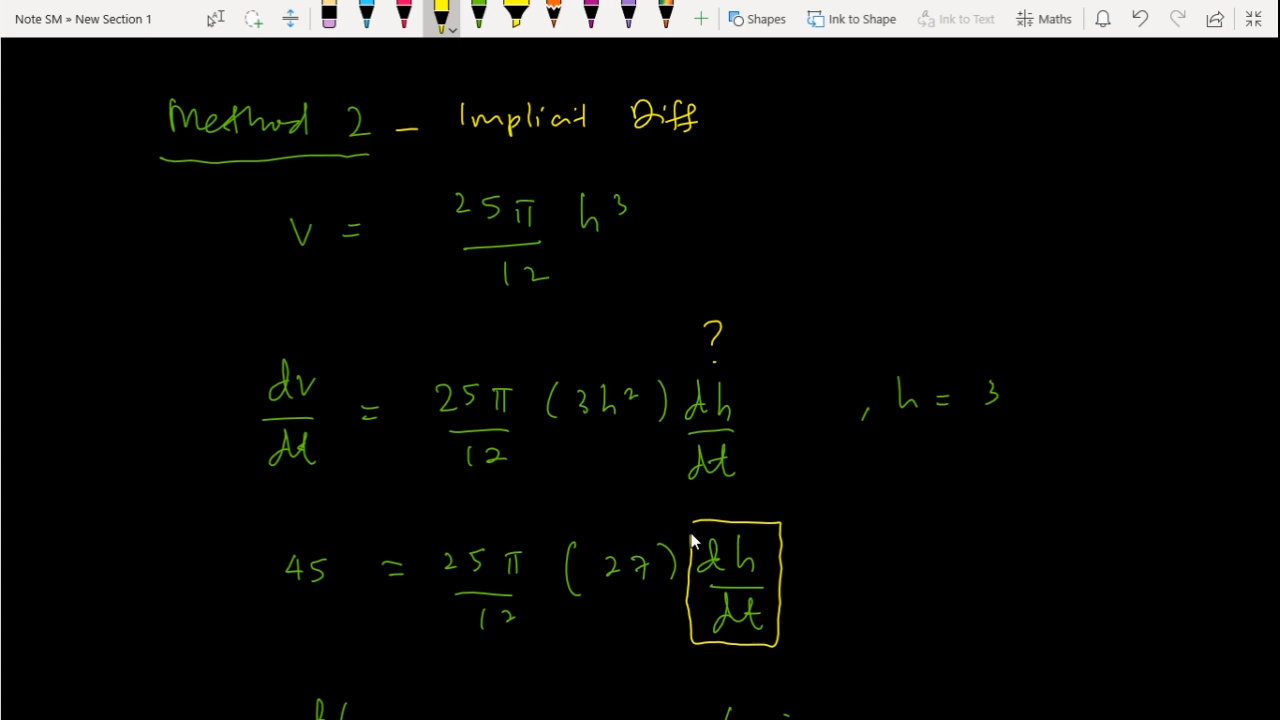 Note SM » New Section 1
Shapes
Ink to Shape
Ink to Text
Maths
Method 2 - Implicit Diff
V = 25π/12 h³
?
dv/dt = 25π/12 (3h²) dh/dt , h = 3
45 = 25π/12 (27) dh/dt